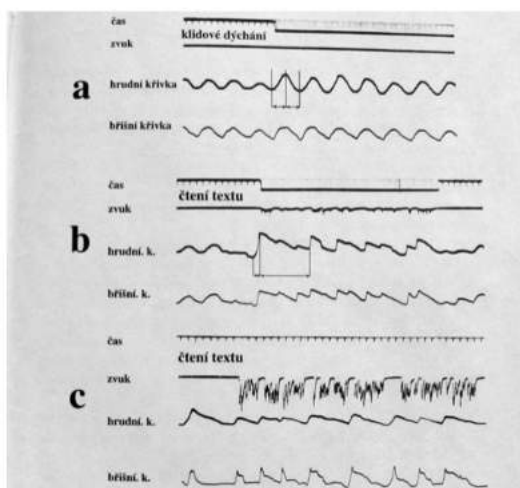 čas
klidové dýchání
zvuk
a
hrudní křivka
břišní křivka
čas
čtení textu
zvuk
b
hrudní. k.
břišní. k.
čas
čtení textu
zvuk
c
hrudní. k.
břišní. k.